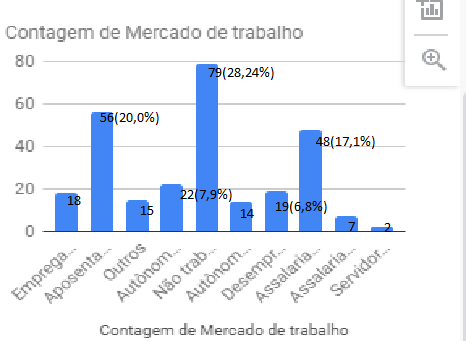 Contagem de Mercado de trabalho
80
79(28,24%)
60
56(20,0%)
48(17,1%)
40
20
22(7,9%)
19(6,8%)
18
15
14
7
2
0
Emprega...
Aposenta...
Outros
Autônom...
Não trab...
Autônom...
Desempr...
Assalaria...
Assalaria...
Servidor...
Contagem de Mercado de trabalho